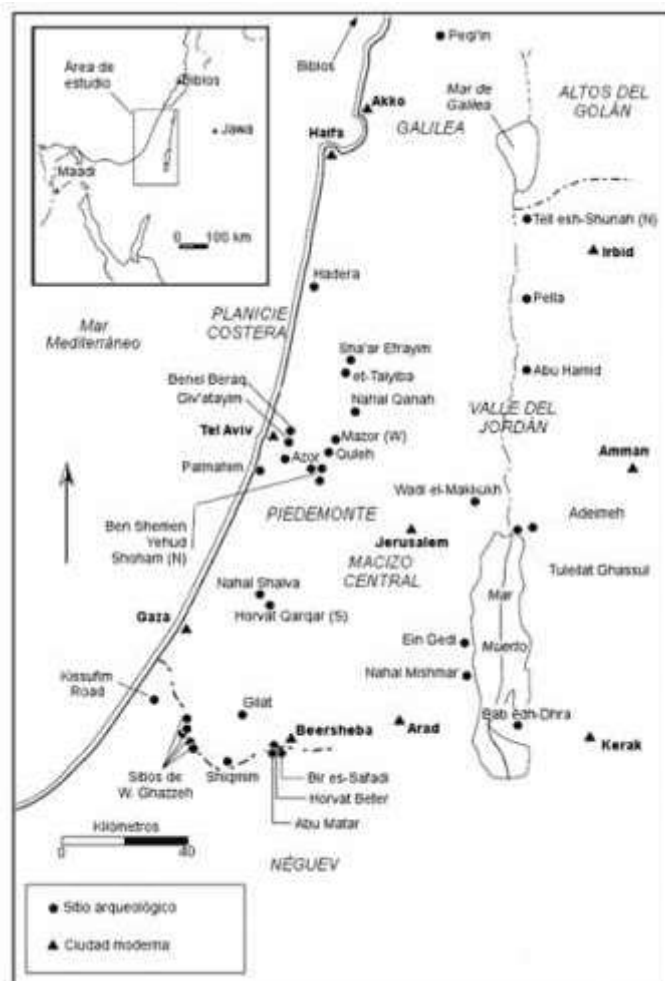 Área de
estudio
Biblos
Jawa
Maadi
0 100 km
Biblos
Peqi'in
Akko
Haifa
GALILEA
Mar de
Galilea
ALTOS DEL
GOLÁN
Tell esh-Shunah (N)
Irbid
Hadera
Pella
PLANICIE
COSTERA
Mar
Mediterráneo
Sha'ar Efrayim
et-Taiyiba
Abu Hamid
Benei Beraq
Giv'atayim
Nahal Qanah
VALLE DEL
JORDÁN
Tel Aviv
Mazor (W)
Quleh
Azor
Palmahim
Amman
Wadi el-Makkukh
Ben Shemen
Yehud
Shoham (N)
PIEDEMONTE
Jerusalem
Adeimeh
MACIZO
CENTRAL
Tuleilat Ghassul
Nahal Shalva
Horvat Qarqar (S)
Mar
Muerto
Gaza
Ein Gedi
Nahal Mishmar
Kissufim
Road
Gilat
Bab edh-Dhra
Beersheba
Arad
Kerak
Sitios de
W. Ghazzeh
Shiqmim
Bir es-Safadi
Horvat Beter
Abu Matar
Kilómetros
0 40
NÉGUEV
Sitio arqueológico
Ciudad moderna